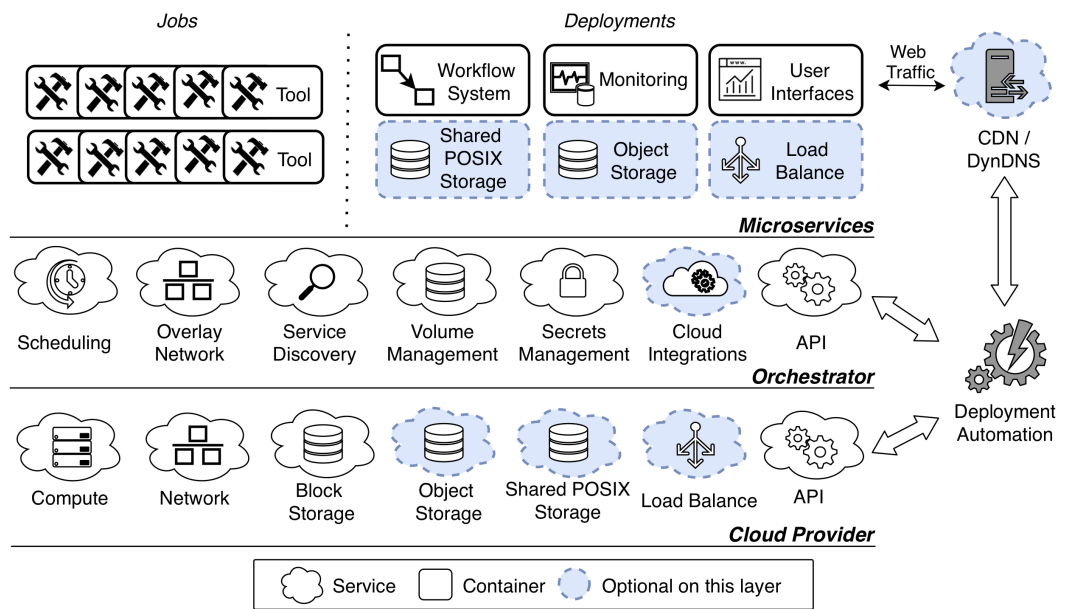 Jobs
Deployments
Tool
Workflow
System
Monitoring
www.
User
Interfaces
Web
Traffic
Tool
Shared
POSIX
Storage
Object
Storage
Load
Balance
CDN /
DynDNS
Microservices
Scheduling
Overlay
Network
Service
Discovery
Volume
Management
Secrets
Management
Cloud
Integrations
API
Orchestrator
Deployment
Automation
Compute
Network
Block
Storage
Object
Storage
Shared POSIX
Storage
Load Balance
API
Cloud Provider
Service
Container
Optional on this layer